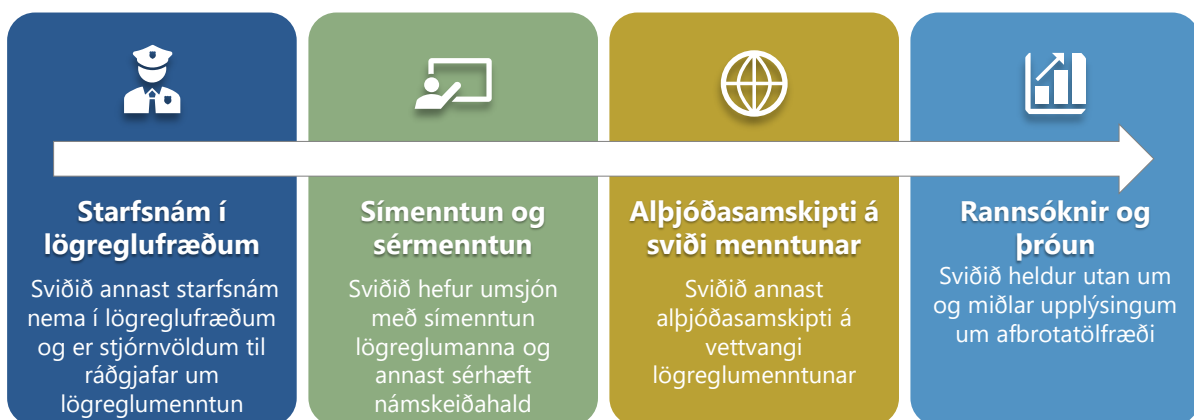 Starfsnám í
lögreglufræðum
Sviðið annast starfsnám
nema í lögreglufræðum
og er stjórnvöldum til
ráðgjafar um
lögreglumenntun
Símenntun og
sérmenntun
Sviðið hefur umsjón
með símenntun
lögreglumanna og
annast sérhæft
námskeiðahald
Alþjóðasamskipti á
sviði menntunar
Sviðið annast
alþjóðasamskipti á
vettvangi
lögreglumenntunar
Rannsóknir og
þróun
Sviðið heldur utan um
og miðlar upplýsingum
um afbrotatölfræði